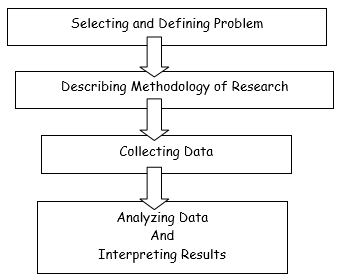 Selecting and Defining Problem
Describing Methodology of Research
Collecting Data
Analyzing Data
And
Interpreting Results